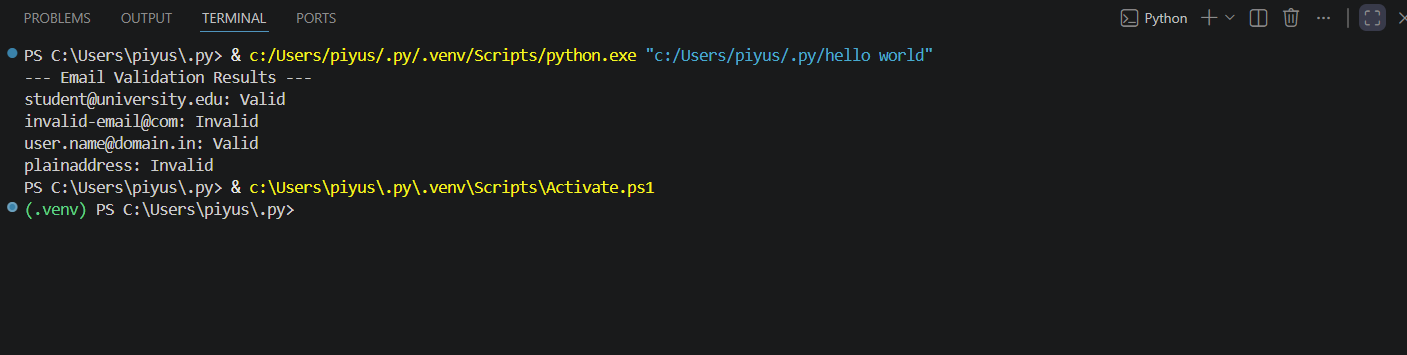 PROBLEMS OUTPUT TERMINAL PORTS Python
PS C:\Users\piyus\.py> & c:/Users/piyus/.py/.venv/Scripts/python.exe "c:/Users/piyus/.py/hello world"
--- Email Validation Results ---
student@university.edu: Valid
invalid-email@com: Invalid
user.name@domain.in: Valid
plainaddress: Invalid
PS C:\Users\piyus\.py> & c:\Users\piyus\.py\.venv\Scripts\Activate.ps1
(.venv) PS C:\Users\piyus\.py>